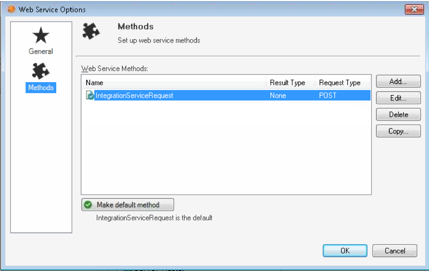 Web Service Options
General
Methods
Methods
Set up web service methods
Web Service Methods:
Name Result Type Request Type
IntegrationServiceRequest None POST
Add...
Edit...
Delete
Copy...
Make default method
IntegrationServiceRequest is the default
OK Cancel